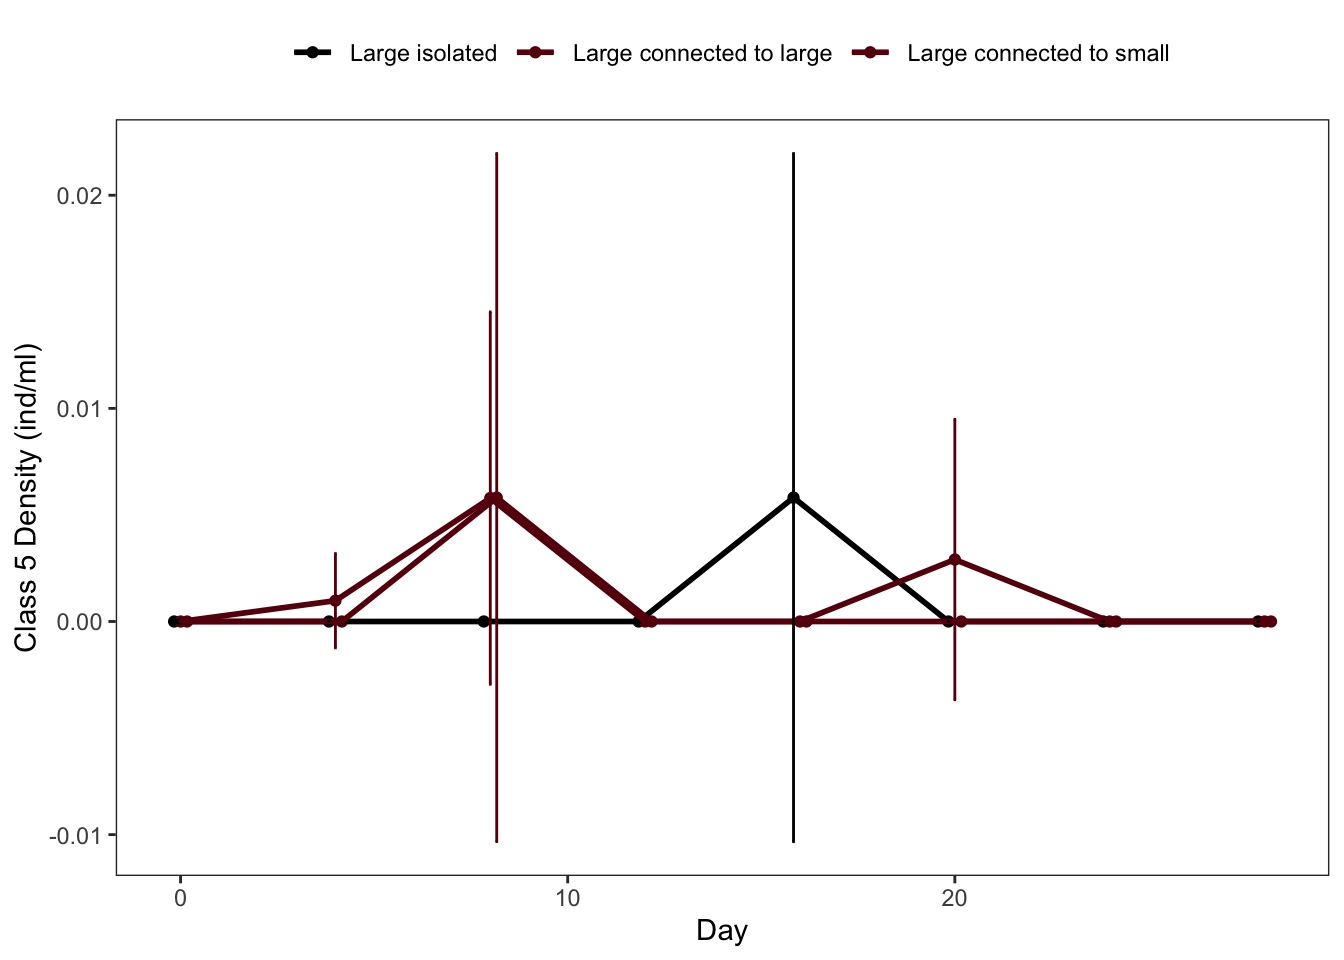 Large isolated Large connected to large Large connected to small
Class 5 Density (ind/ml)
0.02
0.01
0.00
-0.01
0 10 20
Day